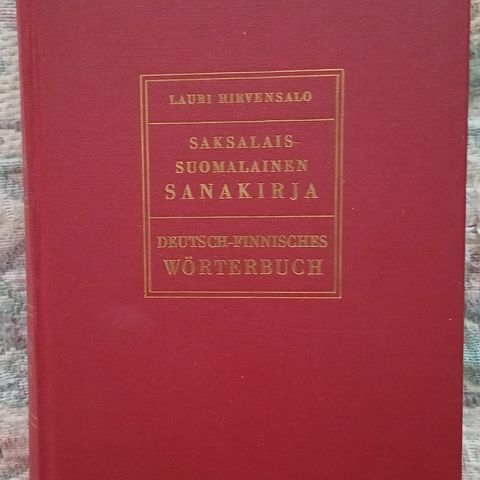 LAURI HIRVENSALO
SAKSALAIS-
SUOMALAINEN
SANAKIRJA
DEUTSCH-FINNISCHES
WÖRTERBUCH